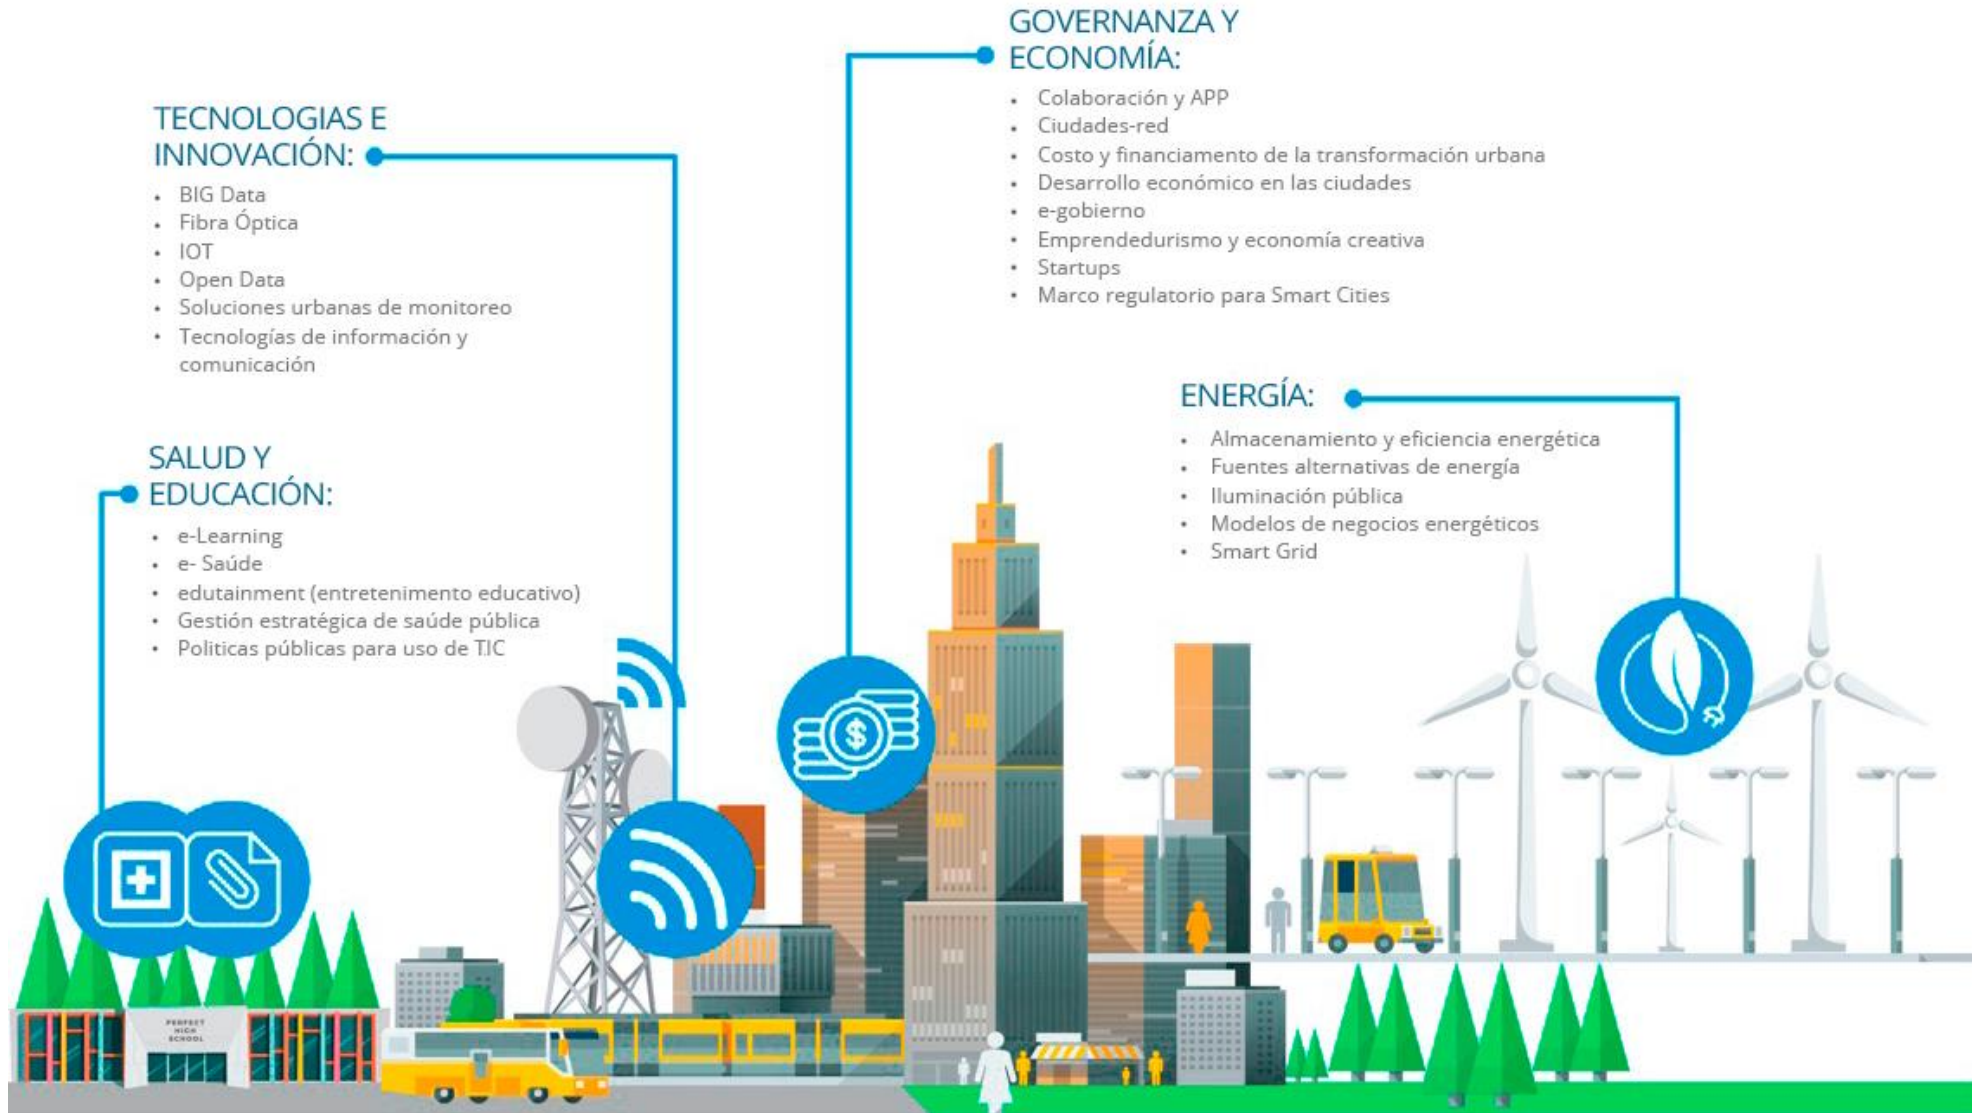 GOVERNANZA Y
ECONOMÍA:
• Colaboración y APP
• Ciudades-red
• Costo y financiamento de la transformación urbana
• Desarrollo económico en las ciudades
• e-gobierno
• Emprendedurismo y economía creativa
• Startups
• Marco regulatorio para Smart Cities
TECNOLOGIAS E
INNOVACIÓN:
• BIG Data
• Fibra Óptica
• IOT
• Open Data
• Soluciones urbanas de monitoreo
• Tecnologías de información y
comunicación
ENERGÍA:
• Almacenamiento y eficiencia energética
• Fuentes alternativas de energía
• Iluminación pública
• Modelos de negocios energéticos
• Smart Grid
SALUD Y
EDUCACIÓN:
• e-Learning
• e- Saúde
• edutainment (entretenimento educativo)
• Gestión estratégica de saúde pública
• Politicas públicas para uso de TIC
$
PERFECT
HIGH
SCHOOL